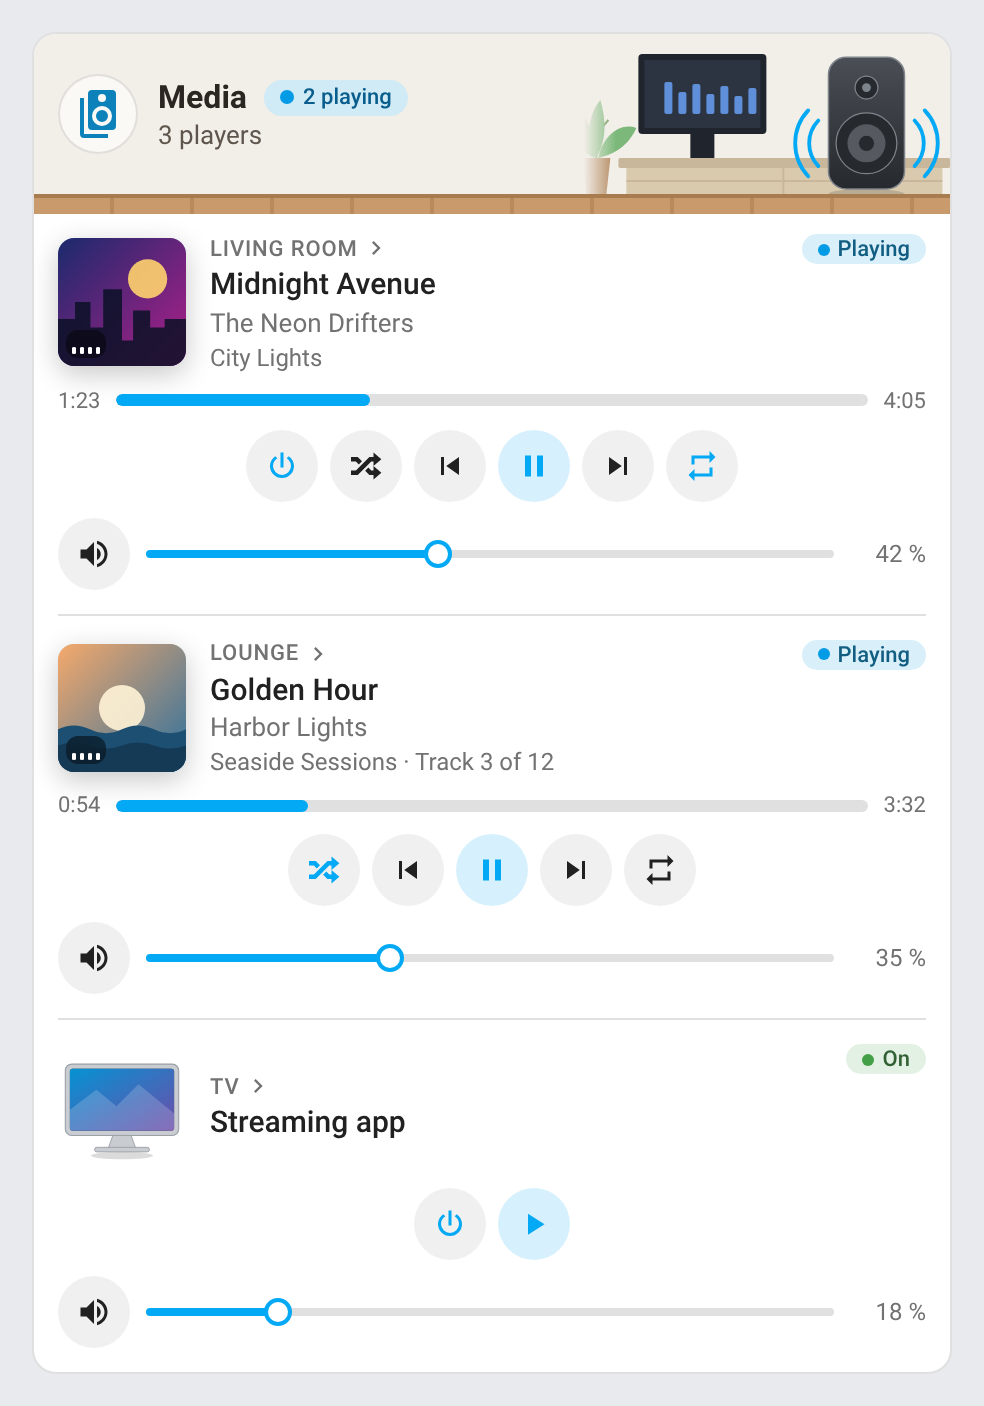 Media
2 playing
3 players
LIVING ROOM
Playing
Midnight Avenue
The Neon Drifters
City Lights
1:23
4:05
42 %
LOUNGE
Playing
Golden Hour
Harbor Lights
Seaside Sessions · Track 3 of 12
0:54
3:32
35 %
On
TV
Streaming app
18 %